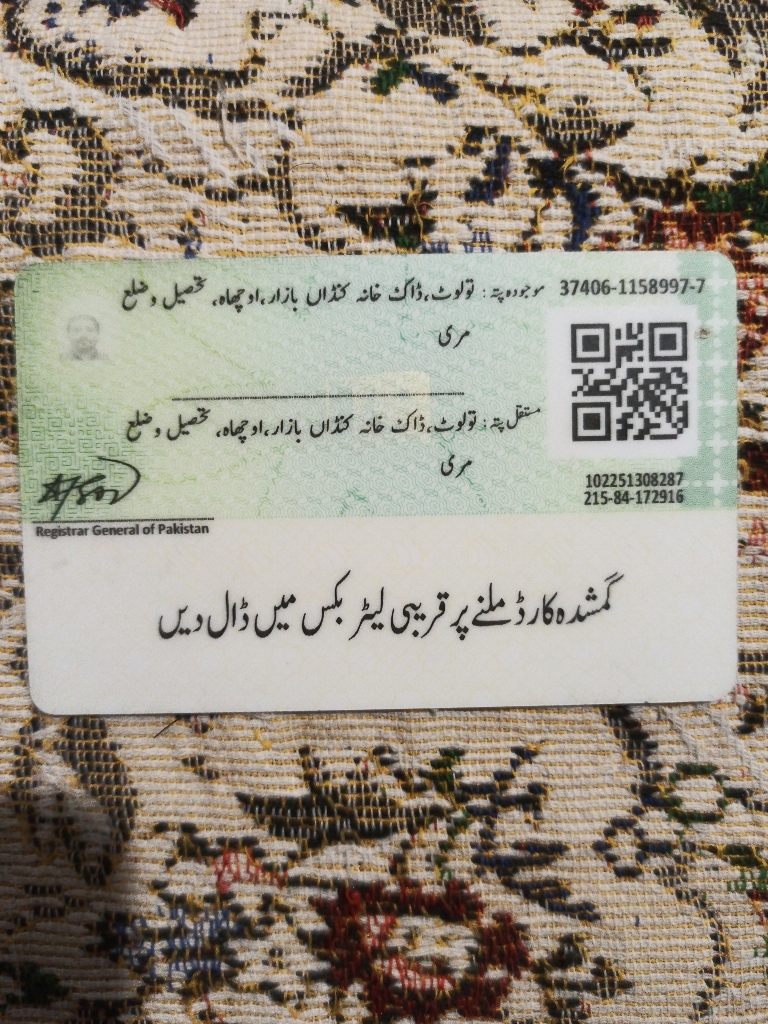 37406-1158997-7
موجودہ پتہ: تولوٹ، ڈاک خانہ کنڈاں بازار، اوچھاہ، تحصیل و ضلع
مری
مستقل پتہ: تولوٹ، ڈاک خانہ کنڈاں بازار، اوچھاہ، تحصیل و ضلع
مری
102251308287
215-84-172916
Registrar General of Pakistan
گمشدہ کارڈ ملنے پر قریبی لیٹر بکس میں ڈال دیں